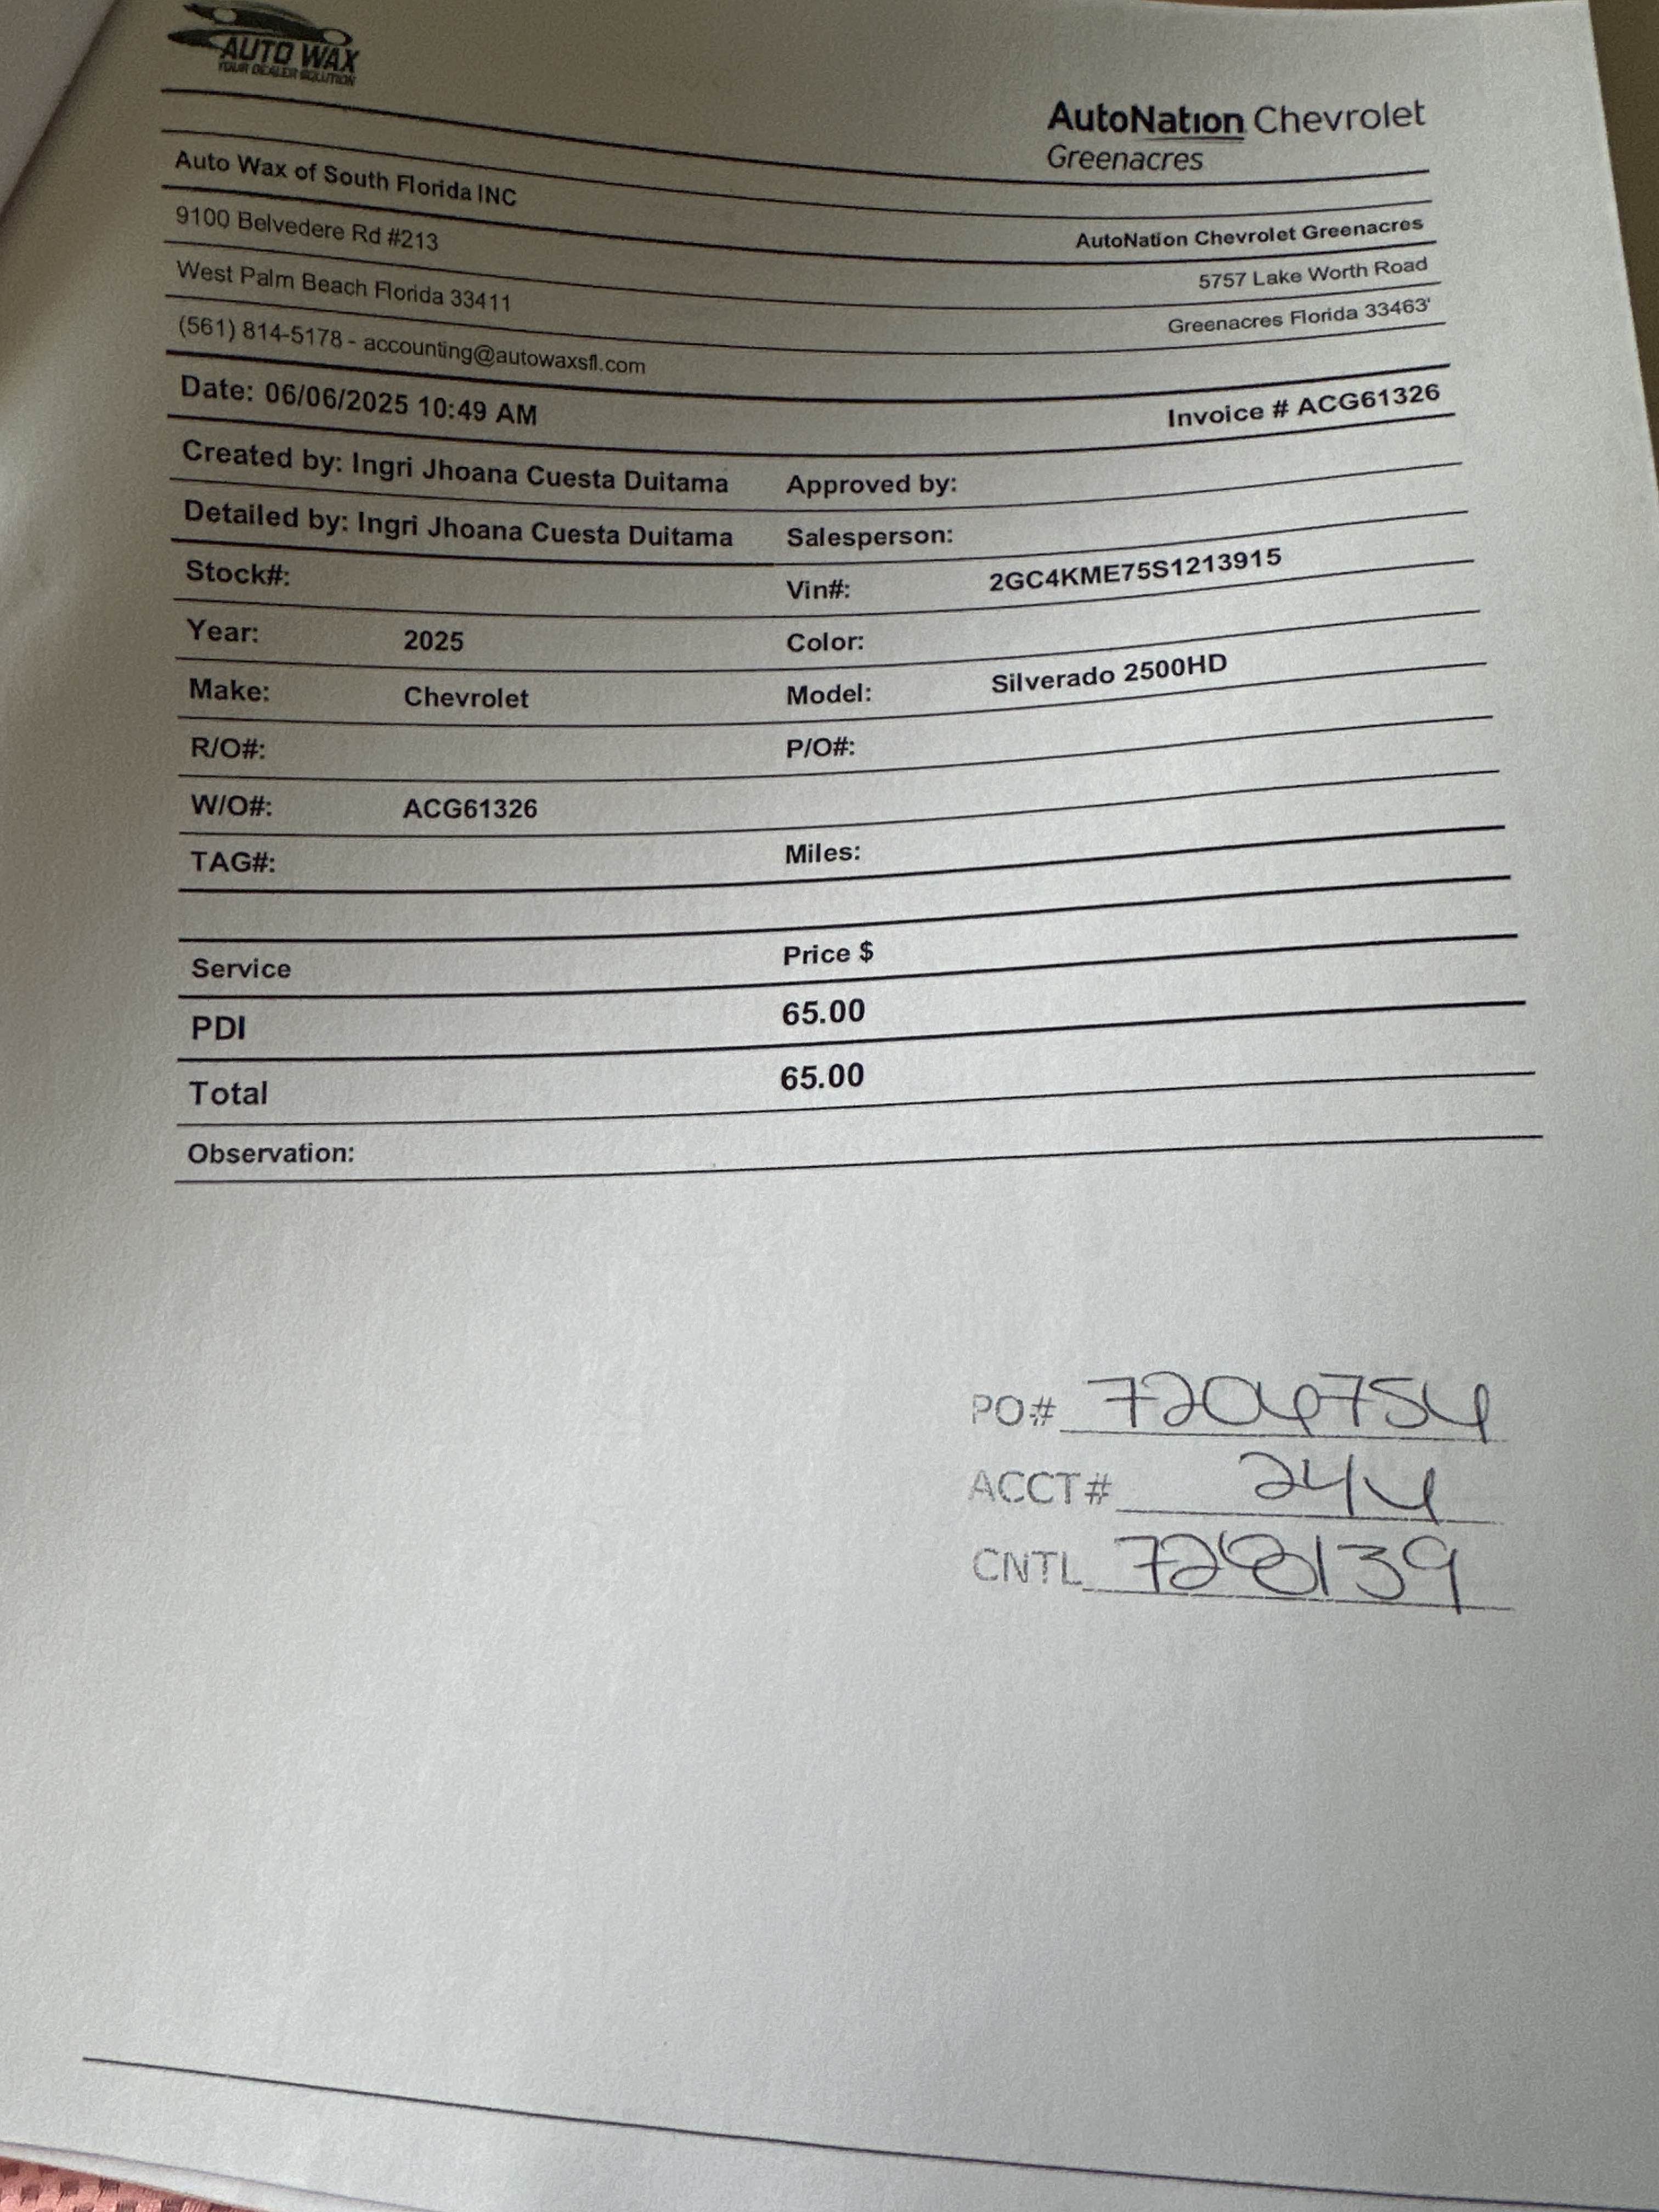 AUTO WAX
YOUR DEALER SOLUTION
AutoNation Chevrolet
Greenacres
Auto Wax of South Florida INC
9100 Belvedere Rd #213
West Palm Beach Florida 33411
(561) 814-5178 - accounting@autowaxsfl.com
AutoNation Chevrolet Greenacres
5757 Lake Worth Road
Greenacres Florida 33463'
Date: 06/06/2025 10:49 AM Invoice # ACG61326
Created by: Ingri Jhoana Cuesta Duitama Approved by:
Detailed by: Ingri Jhoana Cuesta Duitama Salesperson:
Stock#: Vin#: 2GC4KME75S1213915
Year: 2025 Color:
Make: Chevrolet Model: Silverado 2500HD
R/O#: P/O#:
W/O#: ACG61326
TAG#: Miles:
Service Price $
PDI 65.00
Total 65.00
Observation:
PO#
ACCT# 244
CNTL 728139